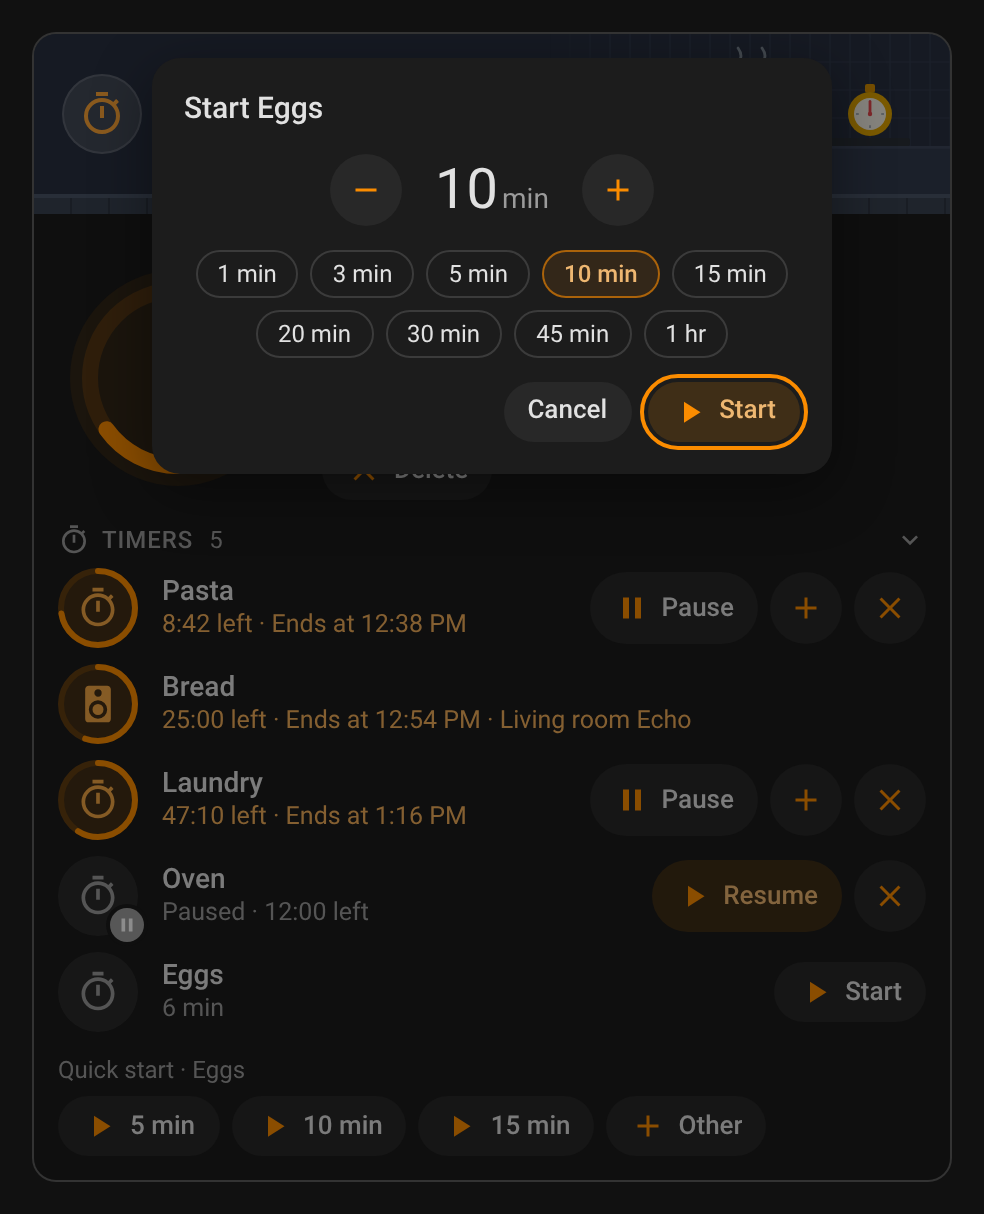 Start Eggs
10 min
1 min 3 min 5 min 10 min 15 min
20 min 30 min 45 min 1 hr
Cancel Start
Delete
TIMERS 5
Pasta
8:42 left · Ends at 12:38 PM
Pause
Bread
25:00 left · Ends at 12:54 PM · Living room Echo
Laundry
47:10 left · Ends at 1:16 PM
Pause
Oven
Paused · 12:00 left
Resume
Eggs
6 min
Start
Quick start · Eggs
5 min 10 min 15 min Other